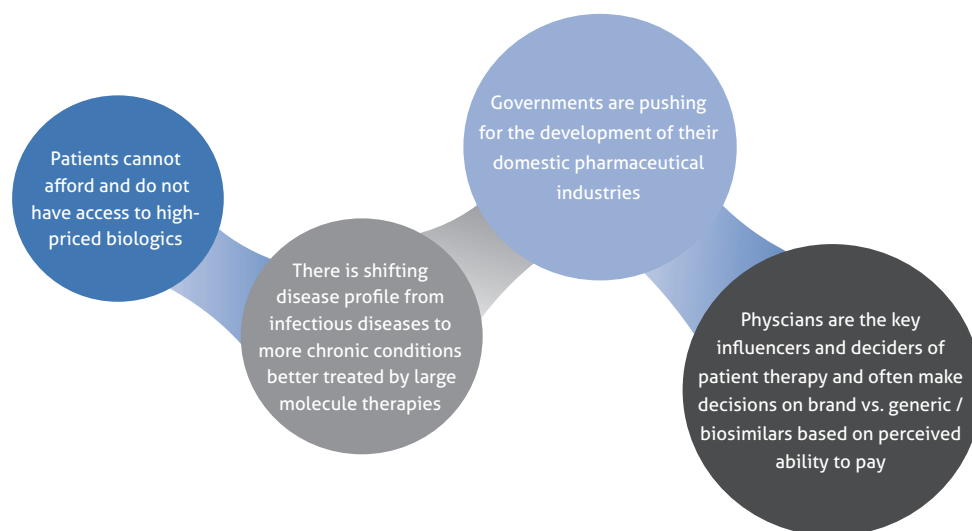 Patients cannot
afford and do not
have access to high-
priced biologics
There is shifting
disease profile from
infectious diseases to
more chronic conditions
better treated by large
molecule therapies
Governments are pushing
for the development of their
domestic pharmaceutical
industries
Physcians are the key
influencers and deciders of
patient therapy and often make
decisions on brand vs. generic /
biosimilars based on perceived
ability to pay